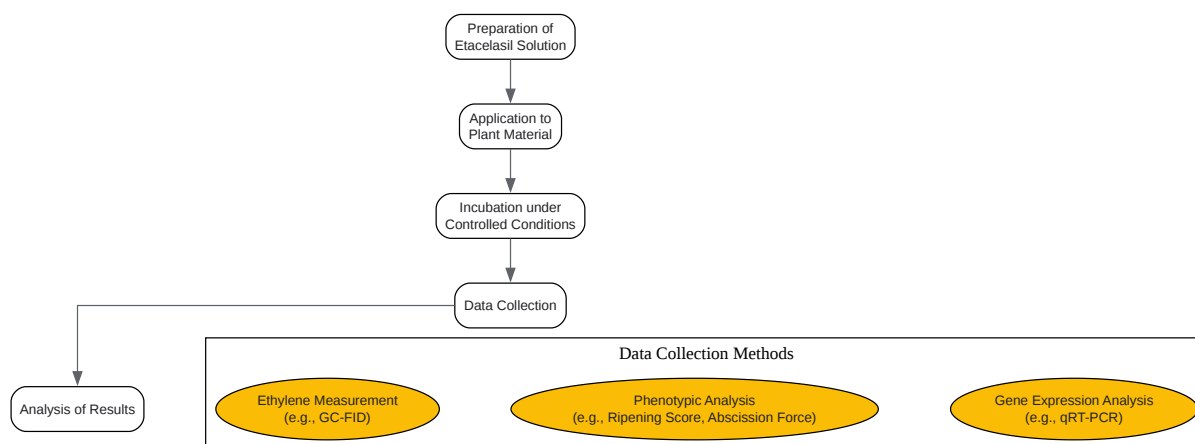 Preparation of
Etacelasil Solution
Application to
Plant Material
Incubation under
Controlled Conditions
Data Collection
Data Collection Methods
Analysis of Results
Ethylene Measurement
(e.g., GC-FID)
Phenotypic Analysis
(e.g., Ripening Score, Abscission Force)
Gene Expression Analysis
(e.g., qRT-PCR)